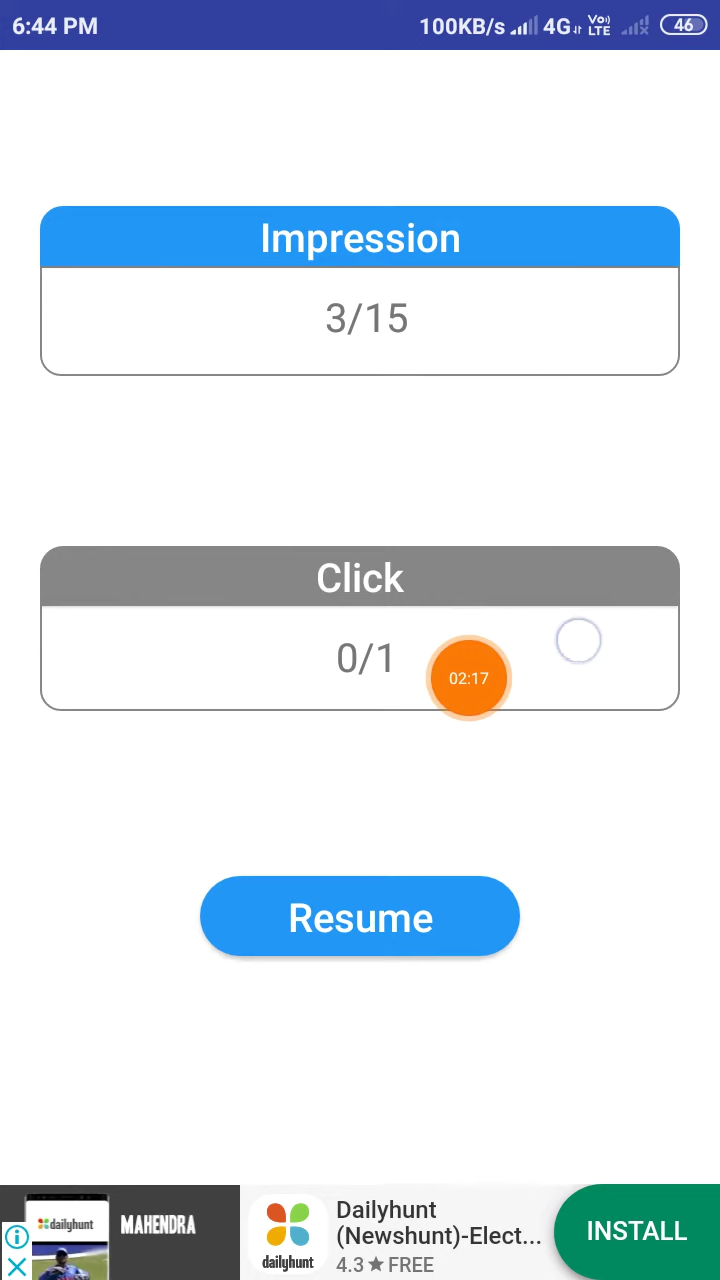 6:44 PM 100KB/s 4G VoLTE 46
Impression
3/15
Click
0/1
02:17
Resume
dailyhunt
MAHENDRA
dailyhunt
Dailyhunt
(Newshunt)-Elect...
4.3 ★ FREE
INSTALL